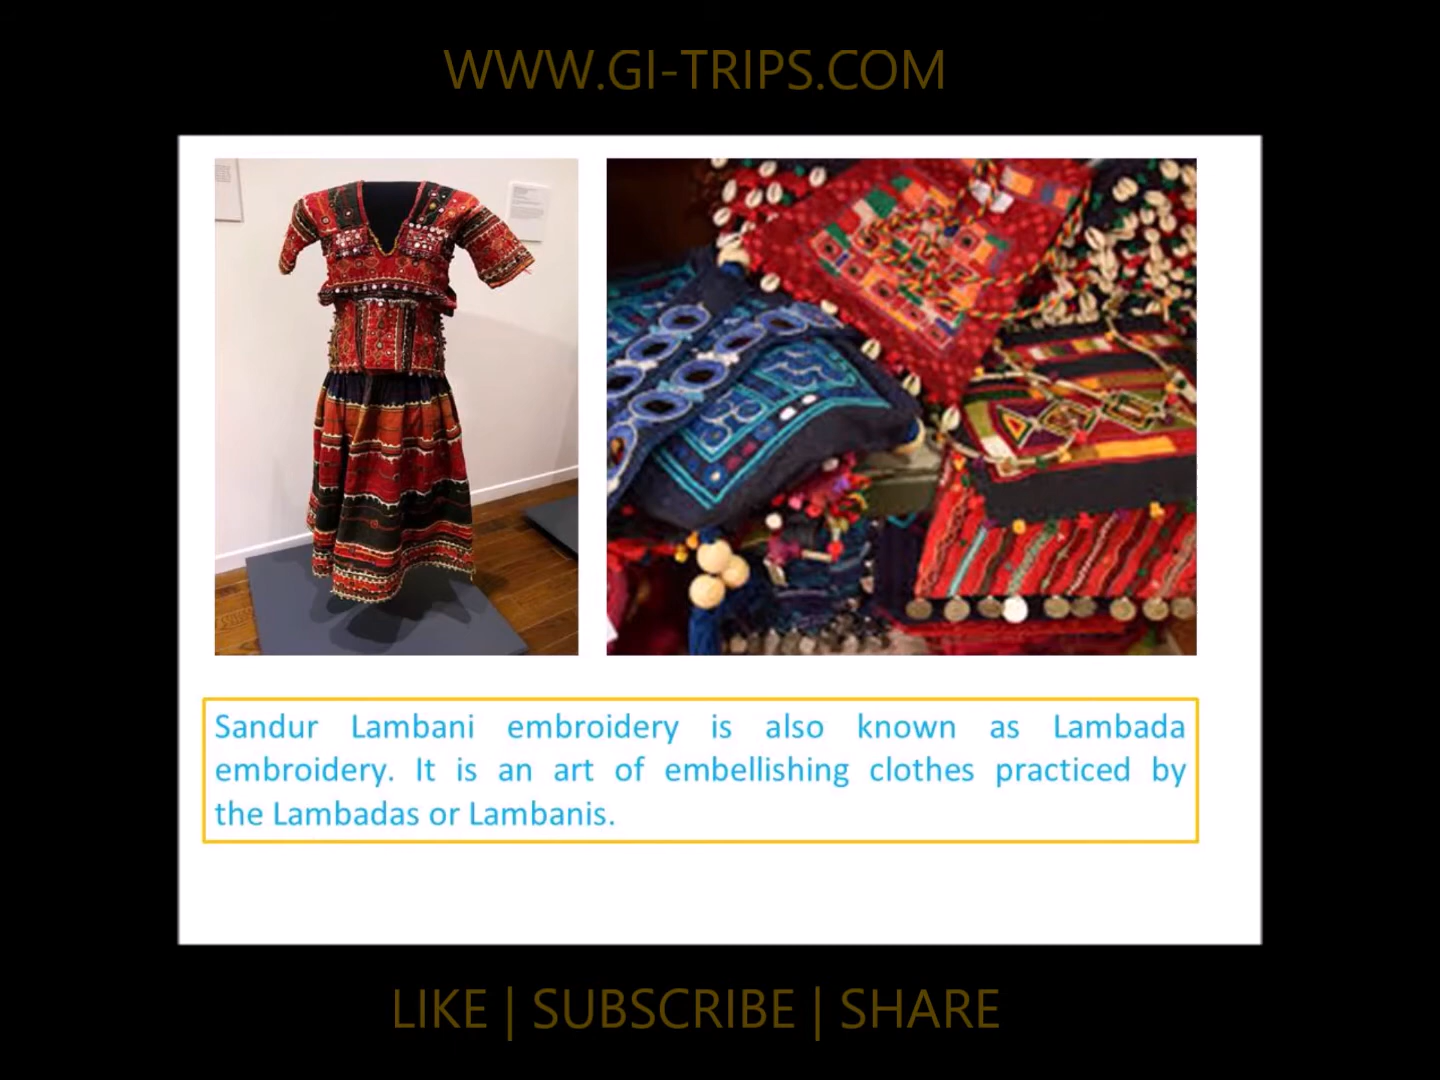 WWW.GI-TRIPS.COM
Sandur Lambani embroidery is also known as Lambada
embroidery. It is an art of embellishing clothes practiced by
the Lambadas or Lambanis.
LIKE | SUBSCRIBE | SHARE